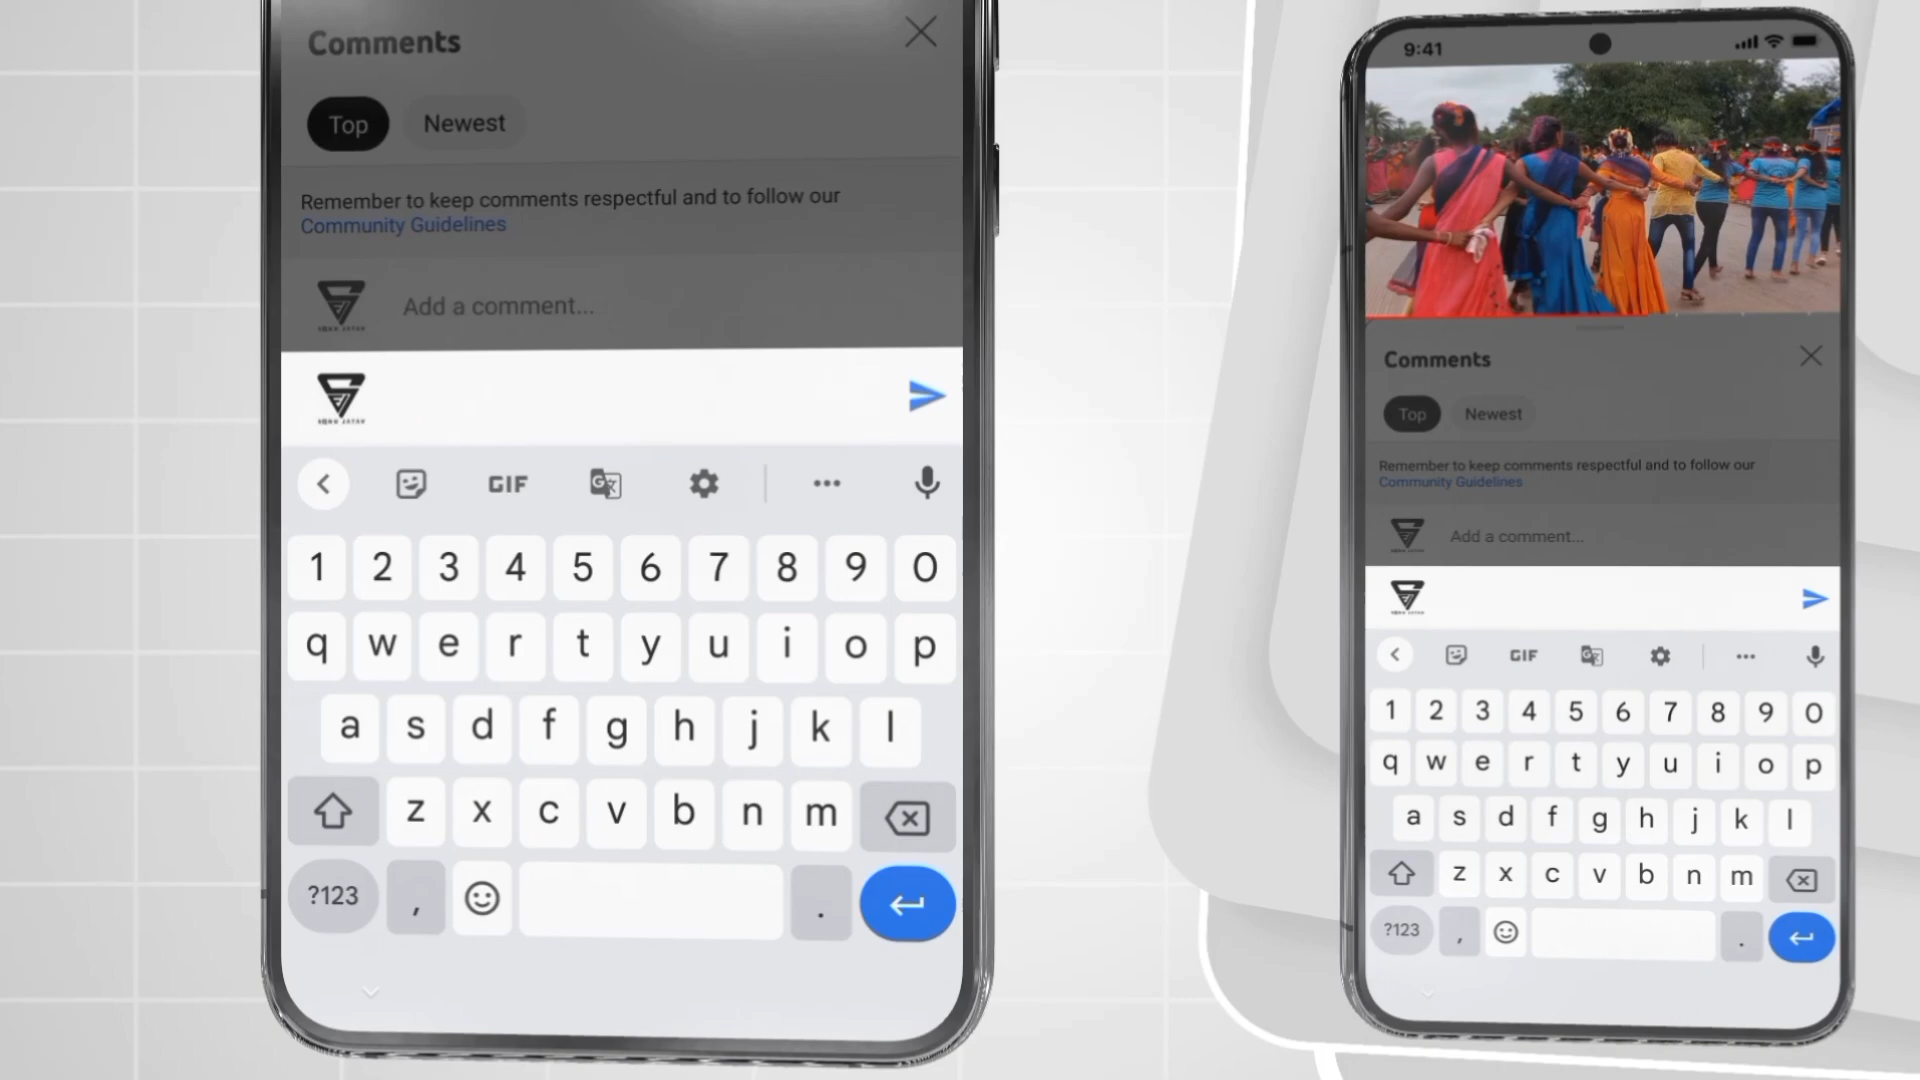 Comments
Top
Newest
Remember to keep comments respectful and to follow our
Community Guidelines
Add a comment...
GIF
1 2 3 4 5 6 7 8 9 0
q w e r t y u i o p
a s d f g h j k l
z x c v b n m
?123 , .
9:41
Comments
Top
Newest
Remember to keep comments respectful and to follow our
Community Guidelines
Add a comment...
GIF
1 2 3 4 5 6 7 8 9 0
q w e r t y u i o p
a s d f g h j k l
z x c v b n m
?123 , .